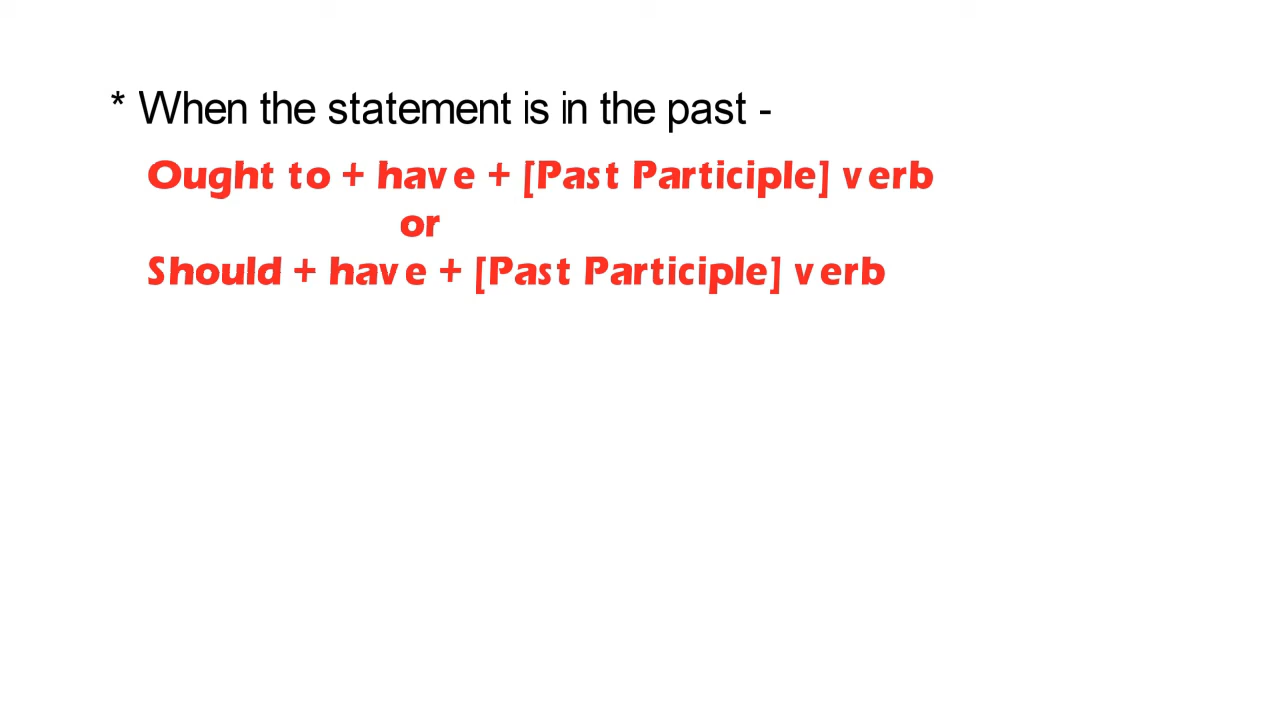 * When the statement is in the past -
Ought to + have + [Past Participle] verb
or
Should + have + [Past Participle] verb